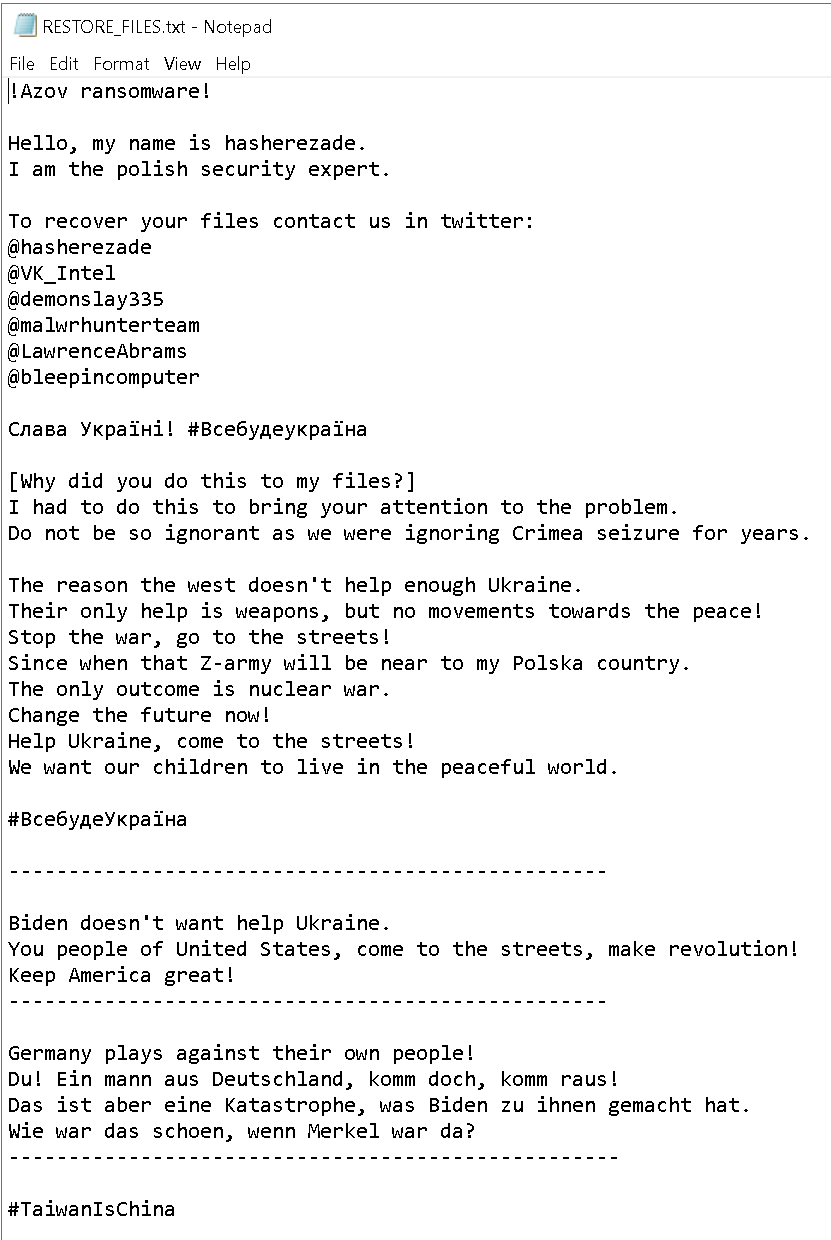 RESTORE_FILES.txt - Notepad
File Edit Format View Help
!Azov ransomware!
Hello, my name is hasherezade.
I am the polish security expert.
To recover your files contact us in twitter:
@hasherezade
@VK_Intel
@demonslay335
@malwrhunterteam
@LawrenceAbrams
@bleepincomputer
Слава Україні! #Всебудеукраїна
[Why did you do this to my files?]
I had to do this to bring your attention to the problem.
Do not be so ignorant as we were ignoring Crimea seizure for years.
The reason the west doesn't help enough Ukraine.
Their only help is weapons, but no movements towards the peace!
Stop the war, go to the streets!
Since when that Z-army will be near to my Polska country.
The only outcome is nuclear war.
Change the future now!
Help Ukraine, come to the streets!
We want our children to live in the peaceful world.
#ВсебудеУкраїна
--------------------------------------------------
Biden doesn't want help Ukraine.
You people of United States, come to the streets, make revolution!
Keep America great!
--------------------------------------------------
Germany plays against their own people!
Du! Ein mann aus Deutschland, komm doch, komm raus!
Das ist aber eine Katastrophe, was Biden zu ihnen gemacht hat.
Wie war das schoen, wenn Merkel war da?
---------------------------------------------------
#TaiwanIsChina